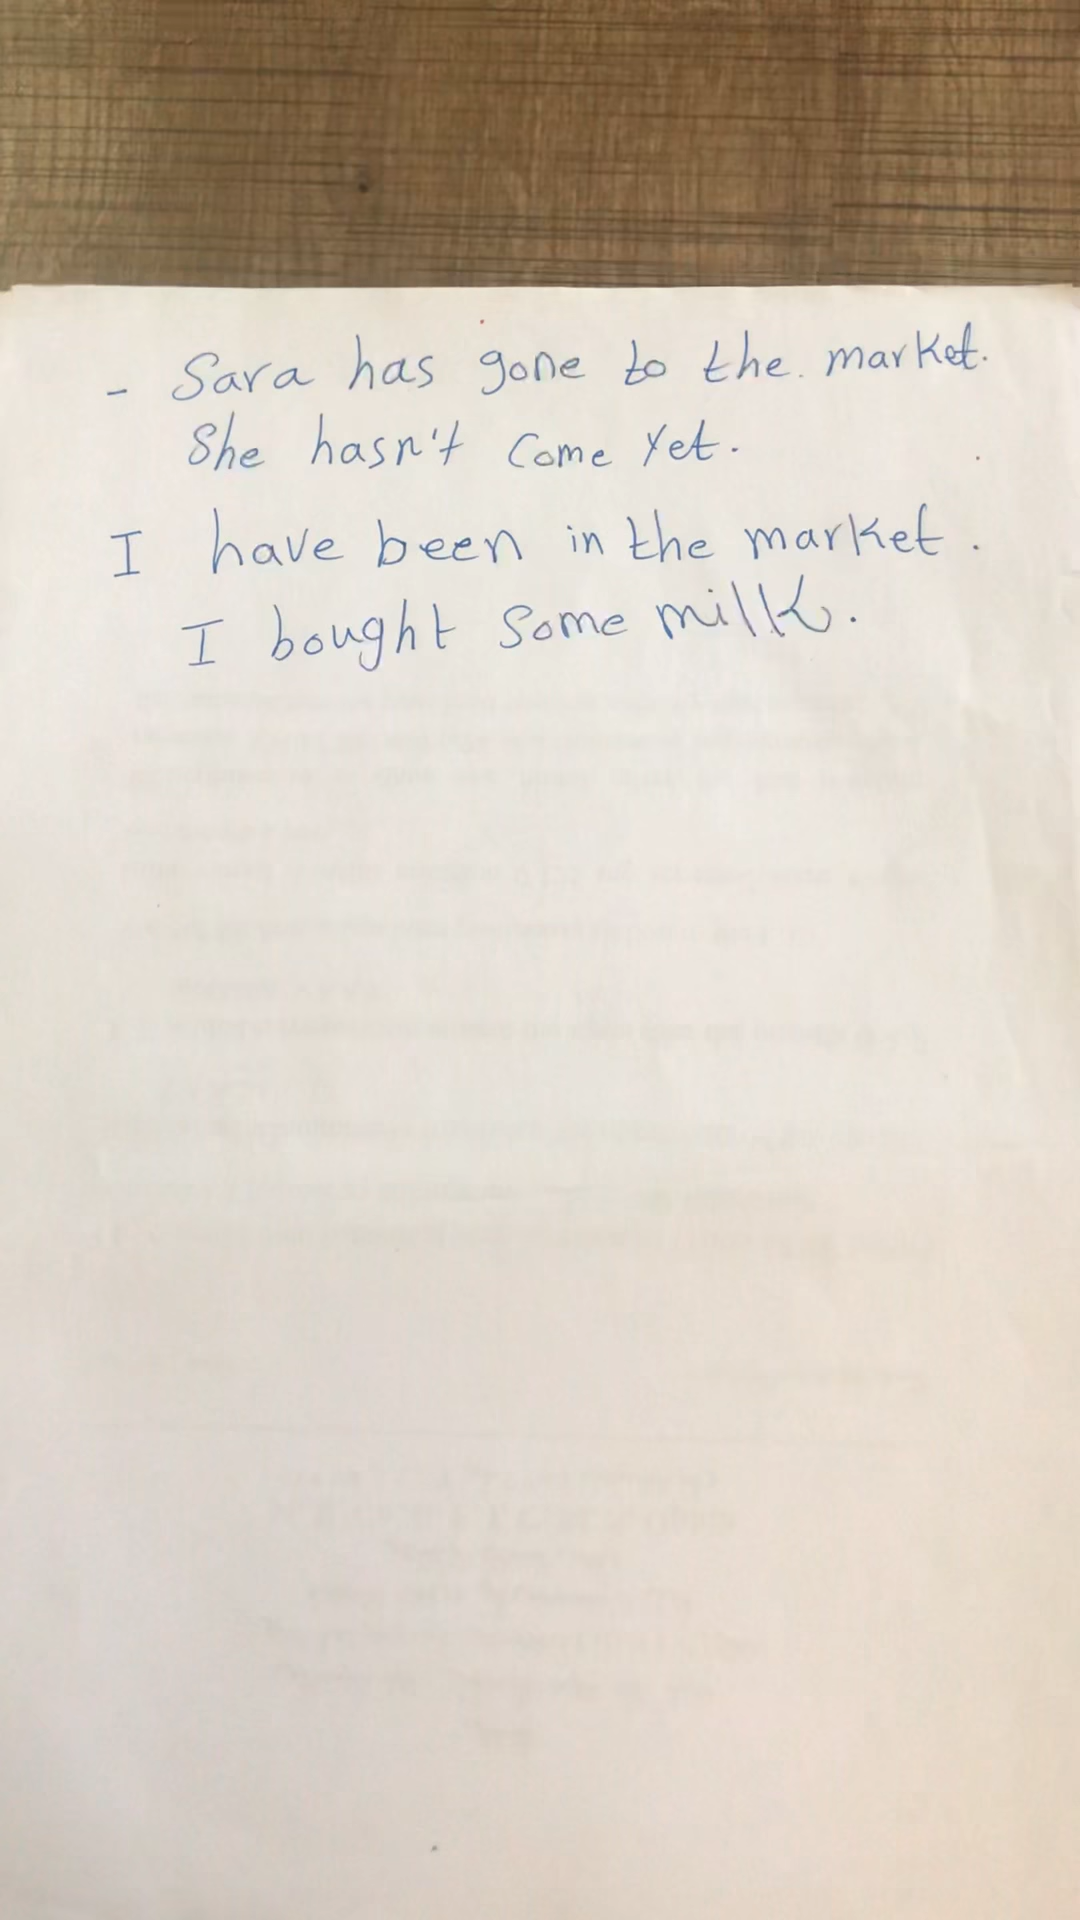 - Sara has gone to the. market.
She hasn't come yet.
I have been in the market.
I bought some milk.